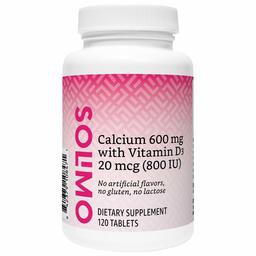 SOLIMO
Calcium 600 mg
with Vitamin D3
20 mcg (800 IU)
No artificial flavors,
no gluten, no lactose
DIETARY SUPPLEMENT
120 TABLETS